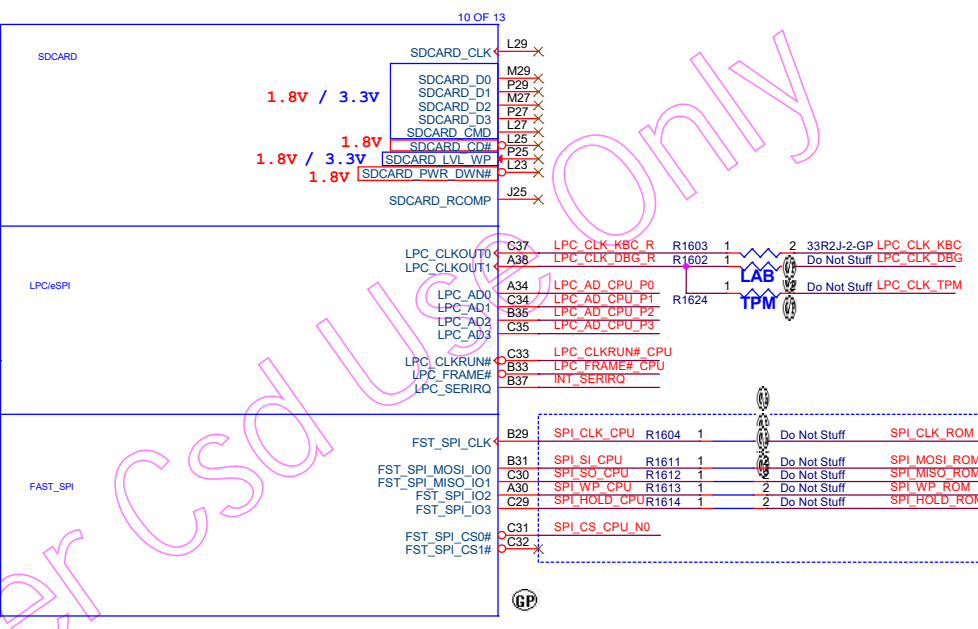 10 OF 13
SDCARD
SDCARD_CLK L29
1.8V / 3.3V
SDCARD_D0 M29
SDCARD_D1 P29
SDCARD_D2 M27
SDCARD_D3 P27
SDCARD_CMD L27
1.8V SDCARD_CD# L25
1.8V / 3.3V SDCARD_LVL_WP P25
1.8V SDCARD_PWR_DWN# L23
SDCARD_RCOMP J25
LPC/eSPI
LPC_CLKOUT0 C37 LPC_CLK_KBC_R R1603 1 2 33R2J-2-GP LPC_CLK_KBC
LPC_CLKOUT1 A38 LPC_CLK_DBG_R R1602 1 Do Not Stuff LPC_CLK_DBG
LAB
LPC_AD0 A34 LPC_AD_CPU_P0 1 2 Do Not Stuff LPC_CLK_TPM
R1624 TPM
LPC_AD1 C34 LPC_AD_CPU_P1
LPC_AD2 B35 LPC_AD_CPU_P2
LPC_AD3 C35 LPC_AD_CPU_P3
LPC_CLKRUN# C33 LPC_CLKRUN#_CPU
LPC_FRAME# B33 LPC_FRAME#_CPU
LPC_SERIRQ B37 INT_SERIRQ
FAST_SPI
FST_SPI_CLK B29 SPI_CLK_CPU R1604 1 Do Not Stuff SPI_CLK_ROM
FST_SPI_MOSI_IO0 B31 SPI_SI_CPU R1611 1 2 Do Not Stuff SPI_MOSI_ROM
FST_SPI_MISO_IO1 C30 SPI_SO_CPU R1612 1 2 Do Not Stuff SPI_MISO_ROM
FST_SPI_IO2 A30 SPI_WP_CPU R1613 1 2 Do Not Stuff SPI_WP_ROM
FST_SPI_IO3 C29 SPI_HOLD_CPU R1614 1 2 Do Not Stuff SPI_HOLD_ROM
FST_SPI_CS0# C31 SPI_CS_CPU_N0
FST_SPI_CS1# C32
GP
er Csd Use Only